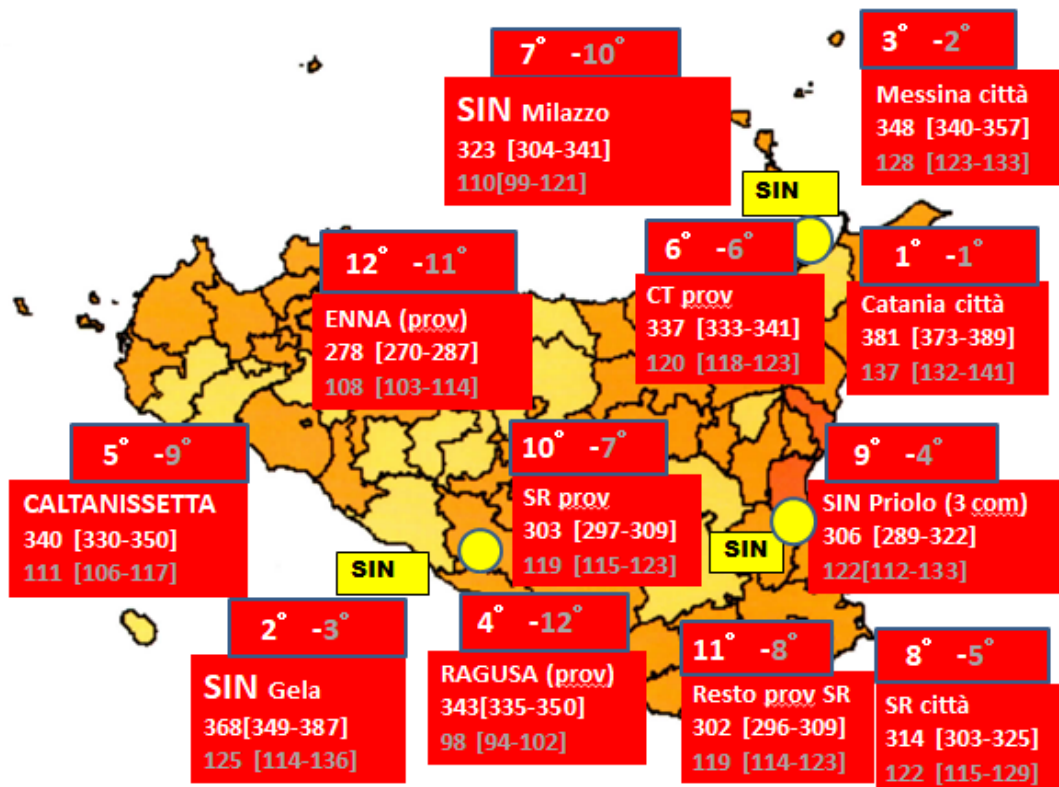 7° -10°
SIN Milazzo
323 [304-341]
110[99-121]
3° -2°
Messina città
348 [340-357]
128 [123-133]
SIN
12° -11°
ENNA (prov)
278 [270-287]
108 [103-114]
6° -6°
CT prov
337 [333-341]
120 [118-123]
1° -1°
Catania città
381 [373-389]
137 [132-141]
5° -9°
CALTANISSETTA
340 [330-350]
111 [106-117]
10° -7°
SR prov
303 [297-309]
119 [115-123]
9° -4°
SIN Priolo (3 com)
306 [289-322]
122[112-133]
SIN
SIN
2° -3°
SIN Gela
368[349-387]
125 [114-136]
4° -12°
RAGUSA (prov)
343[335-350]
98 [94-102]
11° -8°
Resto prov SR
302 [296-309]
119 [114-123]
8° -5°
SR città
314 [303-325]
122 [115-129]